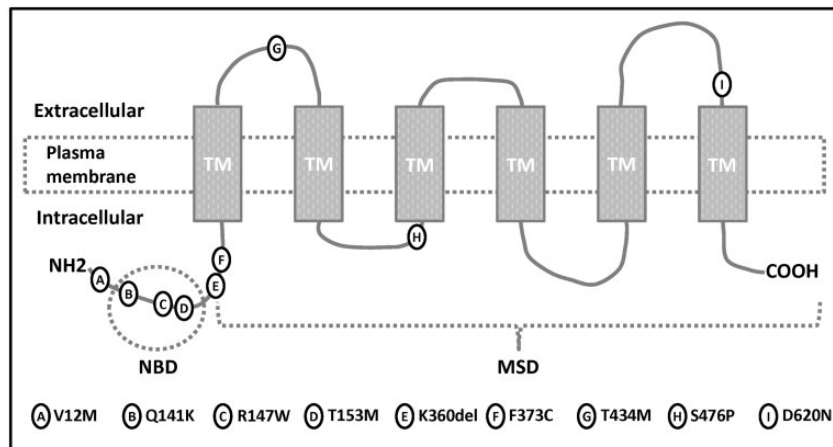 G
I
Extracellular
TM TM TM TM TM TM
Plasma
membrane
Intracellular
H
F
NH2 A B C D E
COOH
NBD MSD
A V12M B Q141K C R147W D T153M E K360del F F373C G T434M H S476P I D620N